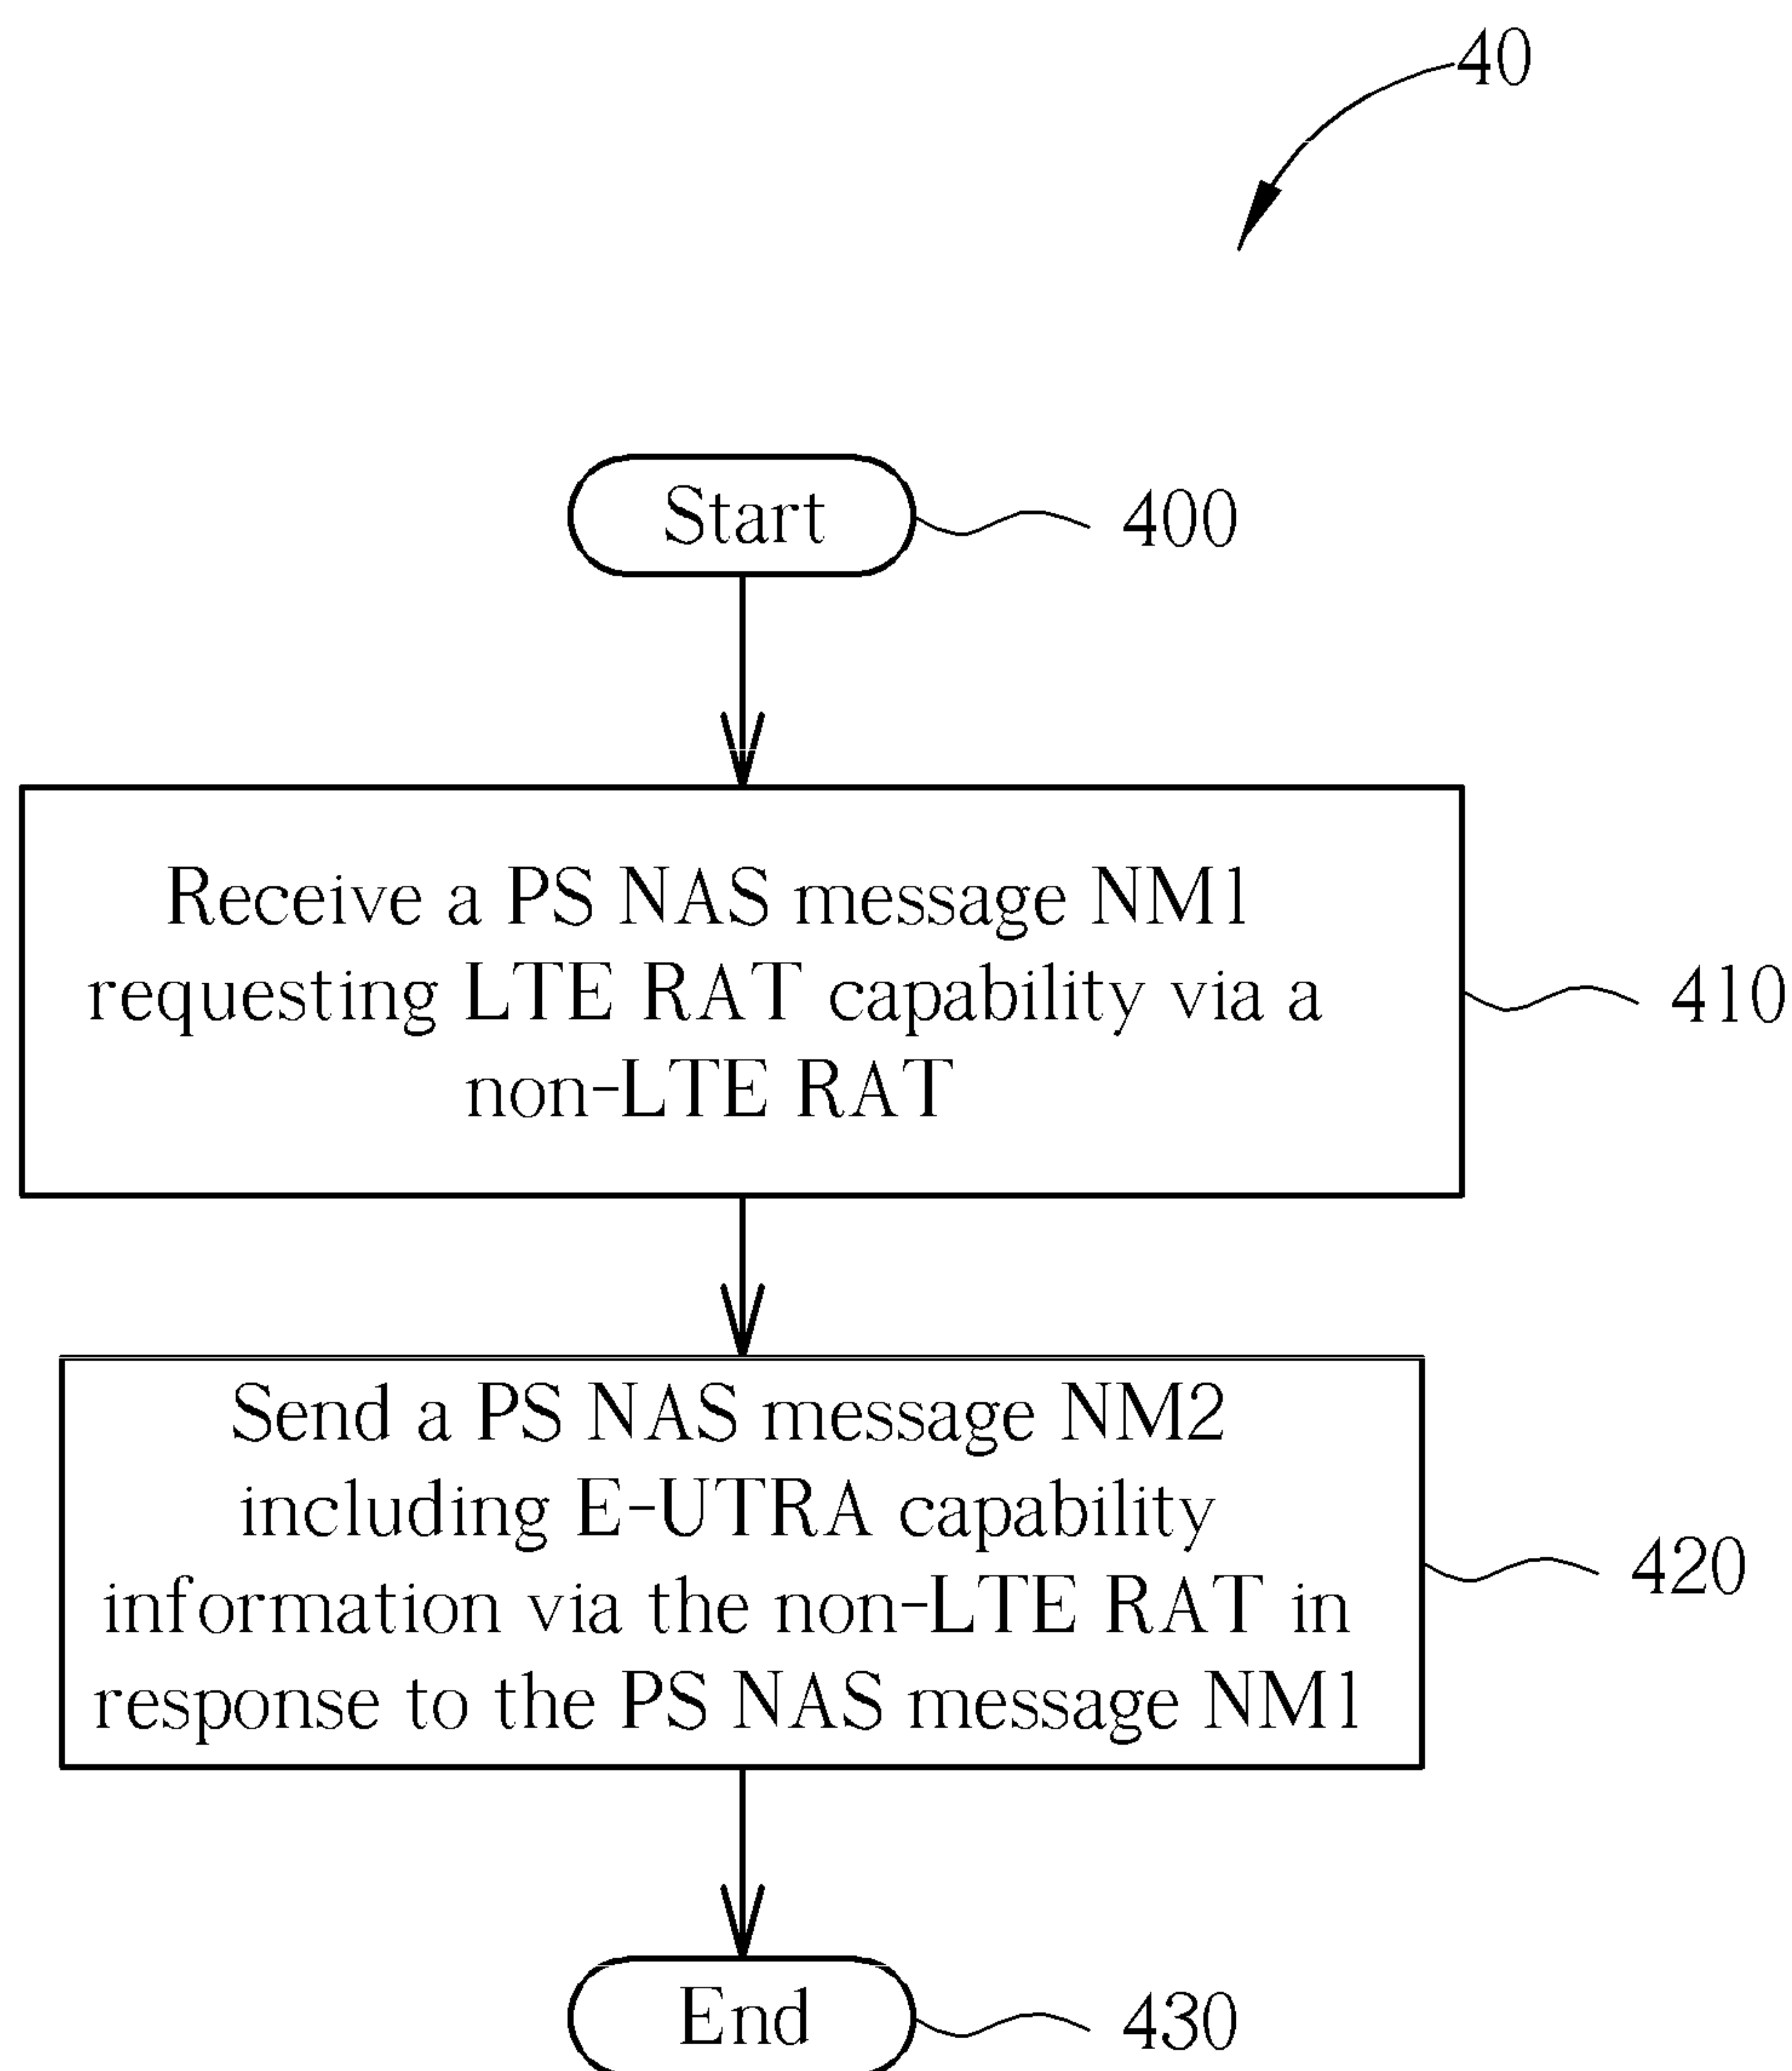 40
Start
400
Receive a PS NAS message NM1
requesting LTE RAT capability via a
non-LTE RAT
410
Send a PS NAS message NM2
including E-UTRA capability
information via the non-LTE RAT in
response to the PS NAS message NM1
420
End
430